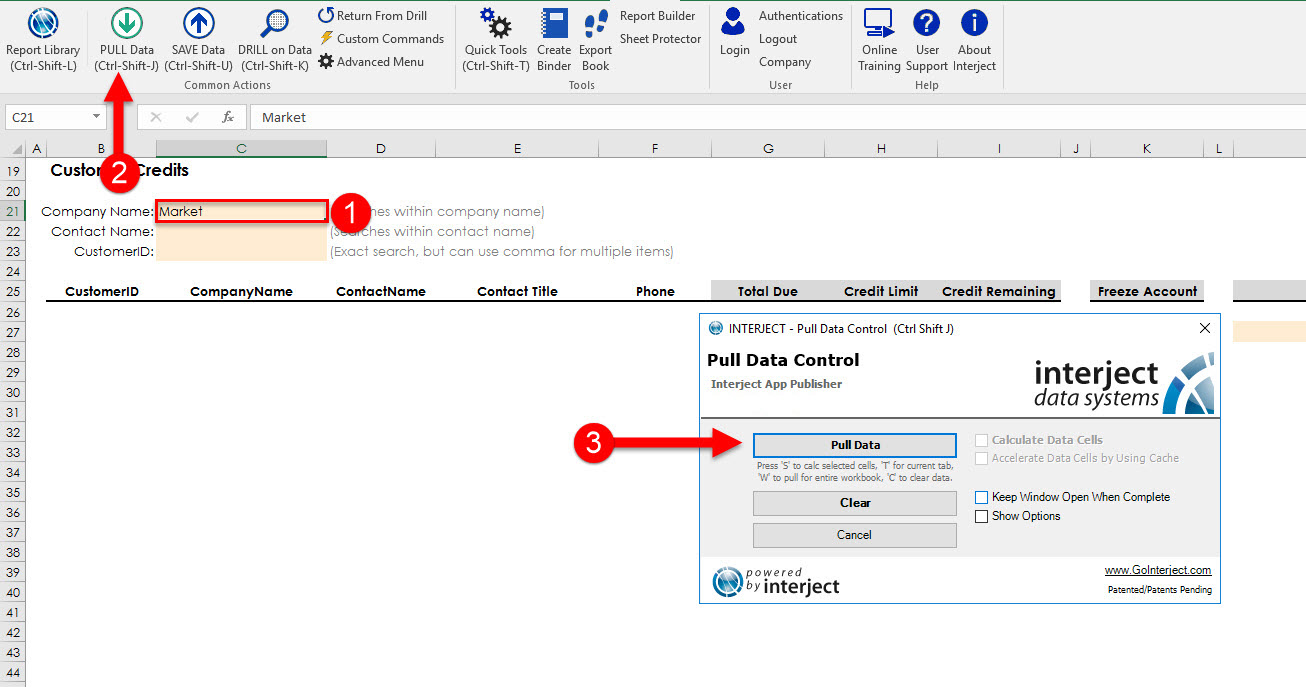 Report Library
(Ctrl-Shift-L)
PULL Data
(Ctrl-Shift-J)
SAVE Data
(Ctrl-Shift-U)
DRILL on Data
(Ctrl-Shift-K)
Return From Drill
Custom Commands
Advanced Menu
Common Actions
Quick Tools
(Ctrl-Shift-T)
Create
Binder
Export
Book
Report Builder
Sheet Protector
Tools
Login
Authentications
Logout
Company
User
Online
Training
User
Support
About
Interject
Help
C21
fx
Market
A B C D E F G H I J K L
19 Custo Credits
2
20
21 Company Name: Market 1 hes within company name)
22 Contact Name: (Searches within contact name)
23 CustomerID: (Exact search, but can use comma for multiple items)
24
25 CustomerID CompanyName ContactName Contact Title Phone Total Due Credit Limit Credit Remaining Freeze Account
26
27
28
29
30
31
32
33
34
35
36
37
38
39
40
41
42
43
44
INTERJECT - Pull Data Control (Ctrl Shift J)
Pull Data Control
Interject App Publisher
interject
data systems
3
Pull Data
Press 'S' to calc selected cells, 'T' for current tab,
'W' to pull for entire workbook, 'C' to clear data.
Clear
Cancel
Calculate Data Cells
Accelerate Data Cells by Using Cache
Keep Window Open When Complete
Show Options
powered
by interject
www.GoInterject.com
Patented/Patents Pending